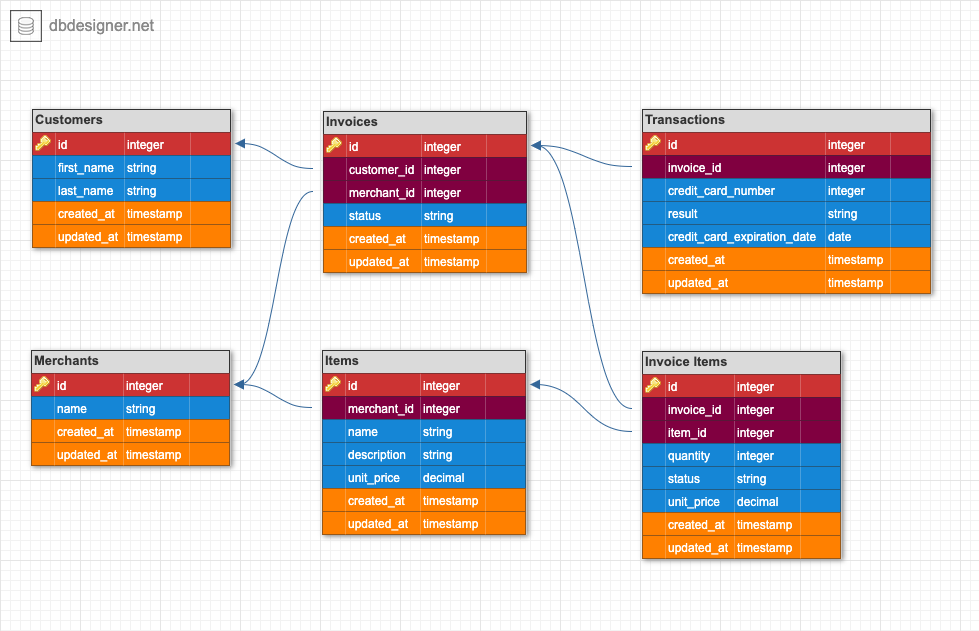 dbdesigner.net
Customers
id integer
first_name string
last_name string
created_at timestamp
updated_at timestamp
Invoices
id integer
customer_id integer
merchant_id integer
status string
created_at timestamp
updated_at timestamp
Transactions
id integer
invoice_id integer
credit_card_number integer
result string
credit_card_expiration_date date
created_at timestamp
updated_at timestamp
Merchants
id integer
name string
created_at timestamp
updated_at timestamp
Items
id integer
merchant_id integer
name string
description string
unit_price decimal
created_at timestamp
updated_at timestamp
Invoice Items
id integer
invoice_id integer
item_id integer
quantity integer
status string
unit_price decimal
created_at timestamp
updated_at timestamp